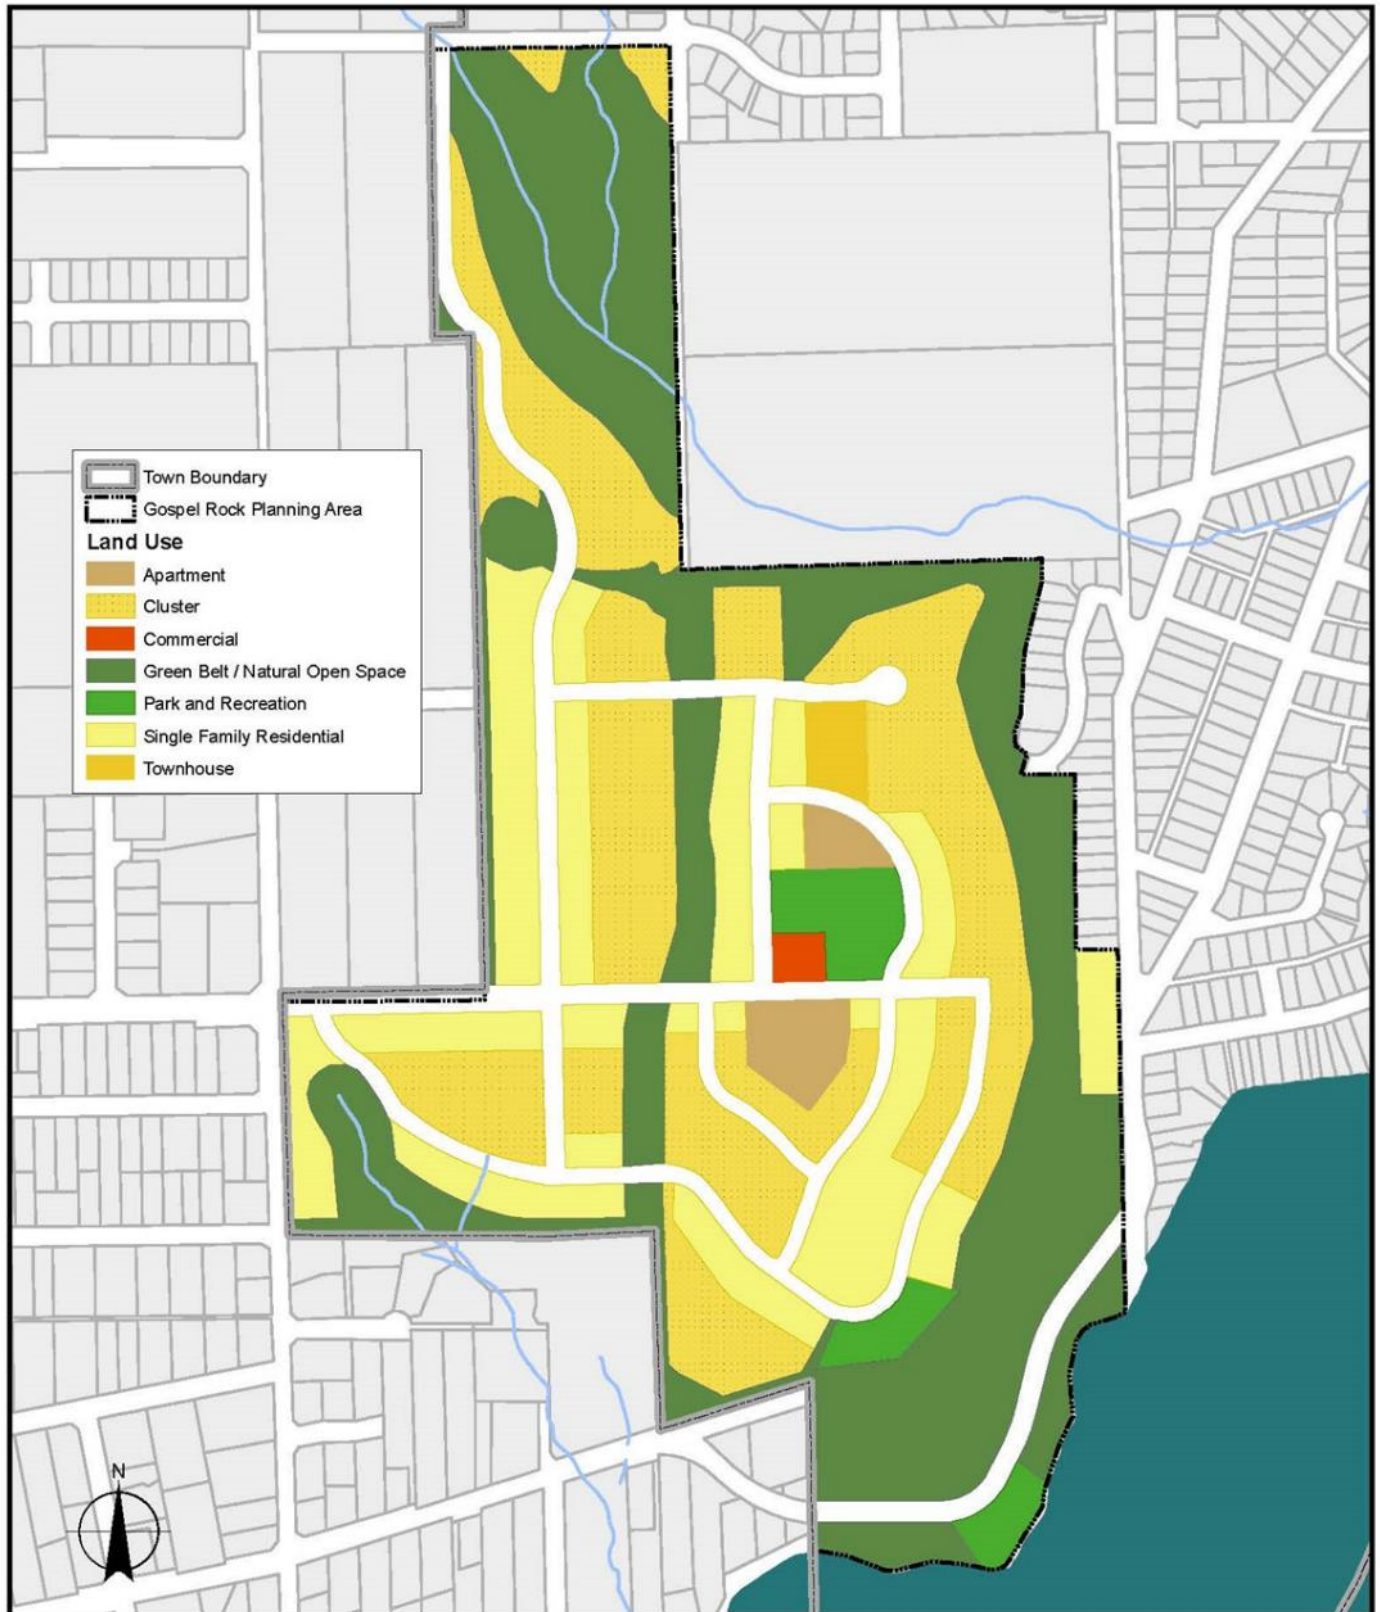 Town Boundary
Gospel Rock Planning Area
Land Use
Apartment
Cluster
Commercial
Green Belt / Natural Open Space
Park and Recreation
Single Family Residential
Townhouse
N